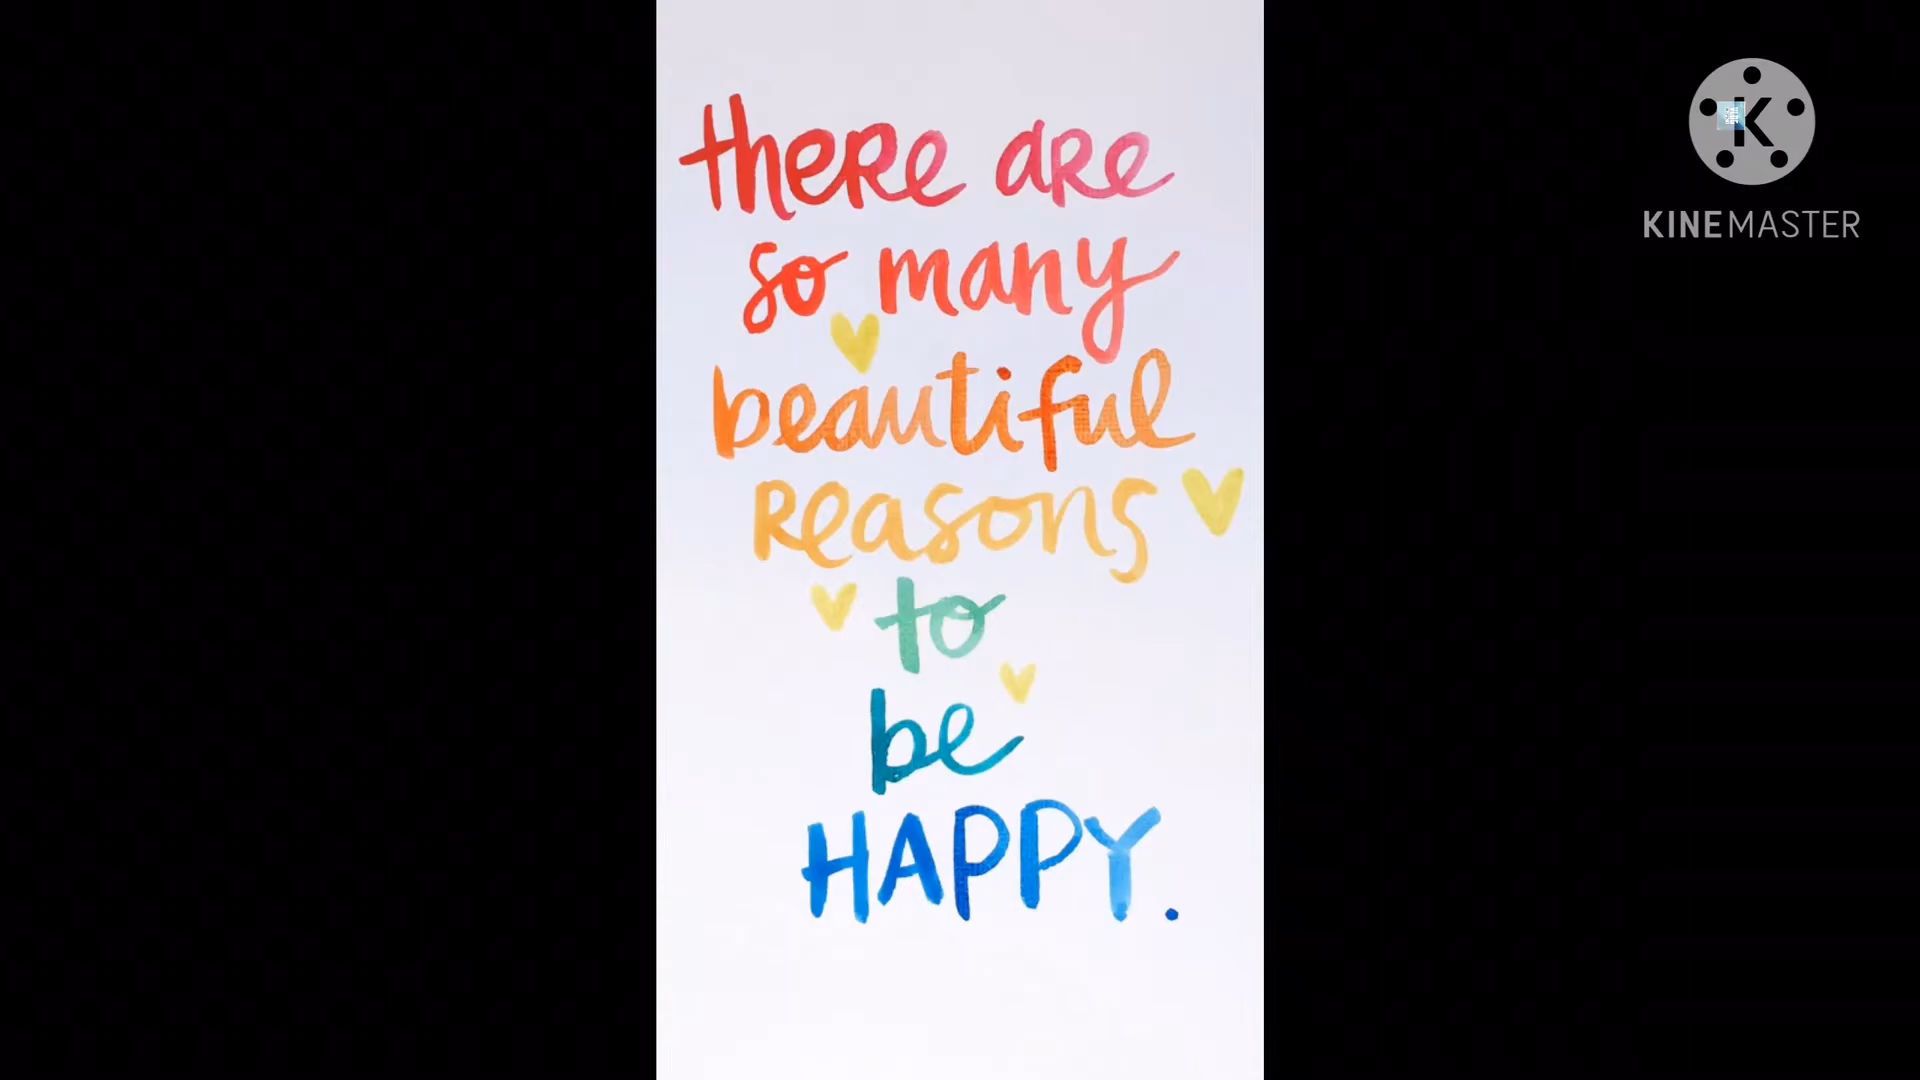 theRe aRe
so many
beautiful
Reasons
to
be
HAPPY.
K
KINEMASTER